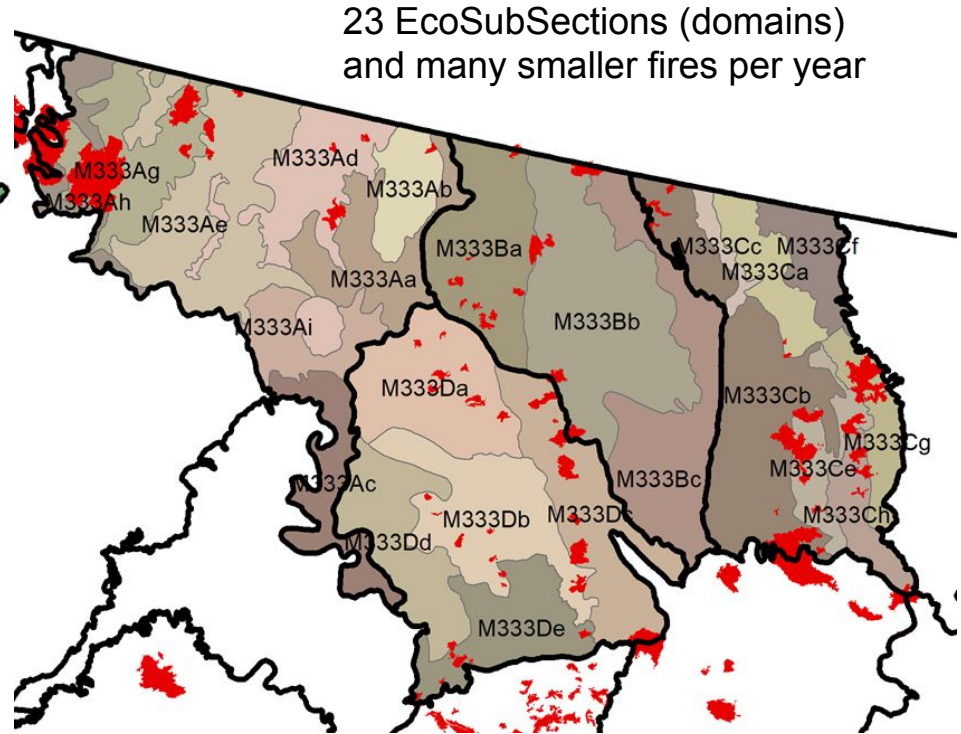 23 EcoSubSections (domains)
and many smaller fires per year
M333Ad
M333Ag
M333Ab
M333Ah
M333Ae
M333Ba
M333Cc
M333Cf
M333Ca
M333Aa
M333Ai
M333Bb
M333Da
M333Cb
M333Cg
M333Ce
M333Bc
M333Ac
M333Db
M333Dc
M333Ch
M333Dd
M333De